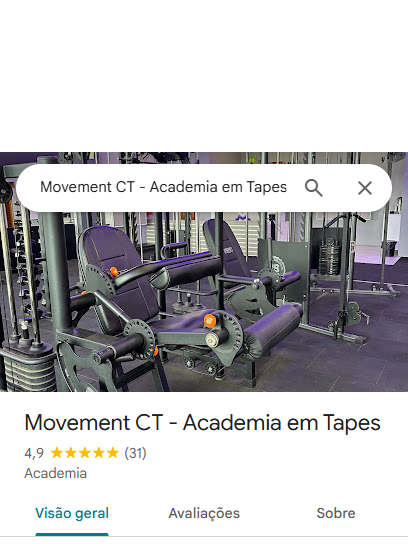 Movement CT - Academia em Tapes
Movement CT - Academia em Tapes
4,9 ★★★★★ (31)
Academia
Visão geral Avaliações Sobre